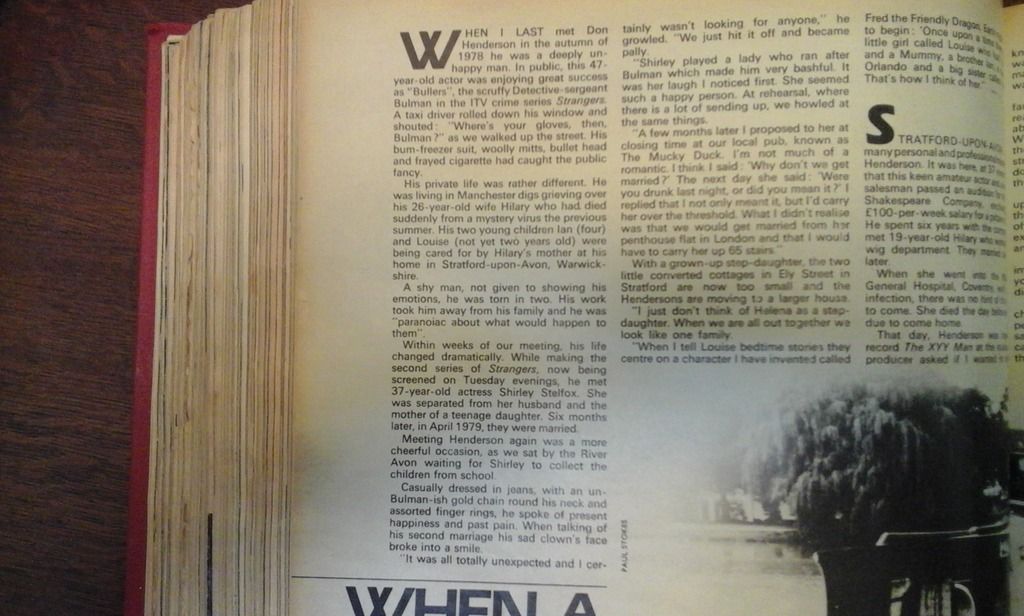 WHEN I LAST met Don
Henderson in the autumn of
1978 he was a deeply un-
happy man. In public, this 47-
year-old actor was enjoying great success
as "Bullers", the scruffy Detective-sergeant
Bulman in the ITV crime series Strangers.
A taxi driver rolled down his window and
shouted: "Where's your gloves, then,
Bulman?" as we walked up the street. His
bum-freezer suit, woolly mitts, bullet head
and frayed cigarette had caught the public
fancy.
His private life was rather different. He
was living in Manchester digs grieving over
his 26-year-old wife Hilary who had died
suddenly from a mystery virus the previous
summer. His two young children Ian (four)
and Louise (not yet two years old) were
being cared for by Hilary's mother at his
home in Stratford-upon-Avon, Warwick-
shire.
A shy man, not given to showing his
emotions, he was torn in two. His work
took him away from his family and he was
"paranoiac about what would happen to
them"
Within weeks of our meeting, his life
changed dramatically. While making the
second series of Strangers, now being
screened on Tuesday evenings, he met
37-year-old actress Shirley Stelfox. She
was separated from her husband and the
mother of a teenage daughter. Six months
later, in April 1979, they were married.
Meeting Henderson again was a more
cheerful occasion, as we sat by the River
Avon waiting for Shirley to collect the
children from school.
Casually dressed in jeans, with an un-
Bulman-ish gold chain round his neck and
assorted finger rings, he spoke of present
happiness and past pain. When talking of
his second marriage his sad clown's face
broke into a smile.
"It was all totally unexpected and I cer-
tainly wasn't looking for anyone," he
growled. "We just hit it off and became
pally.
"Shirley played a lady who ran after
Bulman which made him very bashful. It
was her laugh I noticed first. She seemed
such a happy person. At rehearsal, where
there is a lot of sending up, we howled at
the same things.
"A few months later I proposed to her at
closing time at our local pub, known as
The Mucky Duck. I'm not much of a
romantic. I think I said: 'Why don't we get
married?' The next day she said: 'Were
you drunk last night, or did you mean it?' I
replied that I not only meant it, but I'd carry
her over the threshold. What I didn't realise
was that we would get married from her
penthouse flat in London and that I would
have to carry her up 65 stairs."
With a grown-up step-daughter, the two
little converted cottages in Ely Street in
Stratford are now too small and the
Hendersons are moving to a larger house.
"I just don't think of Helena as a step-
daughter. When we are all out together we
look like one family.
"When I tell Louise bedtime stories they
centre on a character I have invented called
Fred the Friendly Dragon.
to begin: 'Once upon a time
little girl called Louise who
and a Mummy, a brother
Orlando and a big sister
That's how I think of her."
STRATFORD-UPON-
many personal and professional
Henderson. It was here, at 37
that this keen amateur actor
salesman passed an audition
Shakespeare Company,
£100-per-week salary for a
He spent six years with the
met 19-year-old Hilary who
wig department. They married
later.
When she went into the
General Hospital, Coventry,
infection, there was no hint of
to come. She died the day before
due to come home.
That day, Henderson was
record The XYY Man at the
producer asked if I wanted to
PAUL STOKES
WHEN A